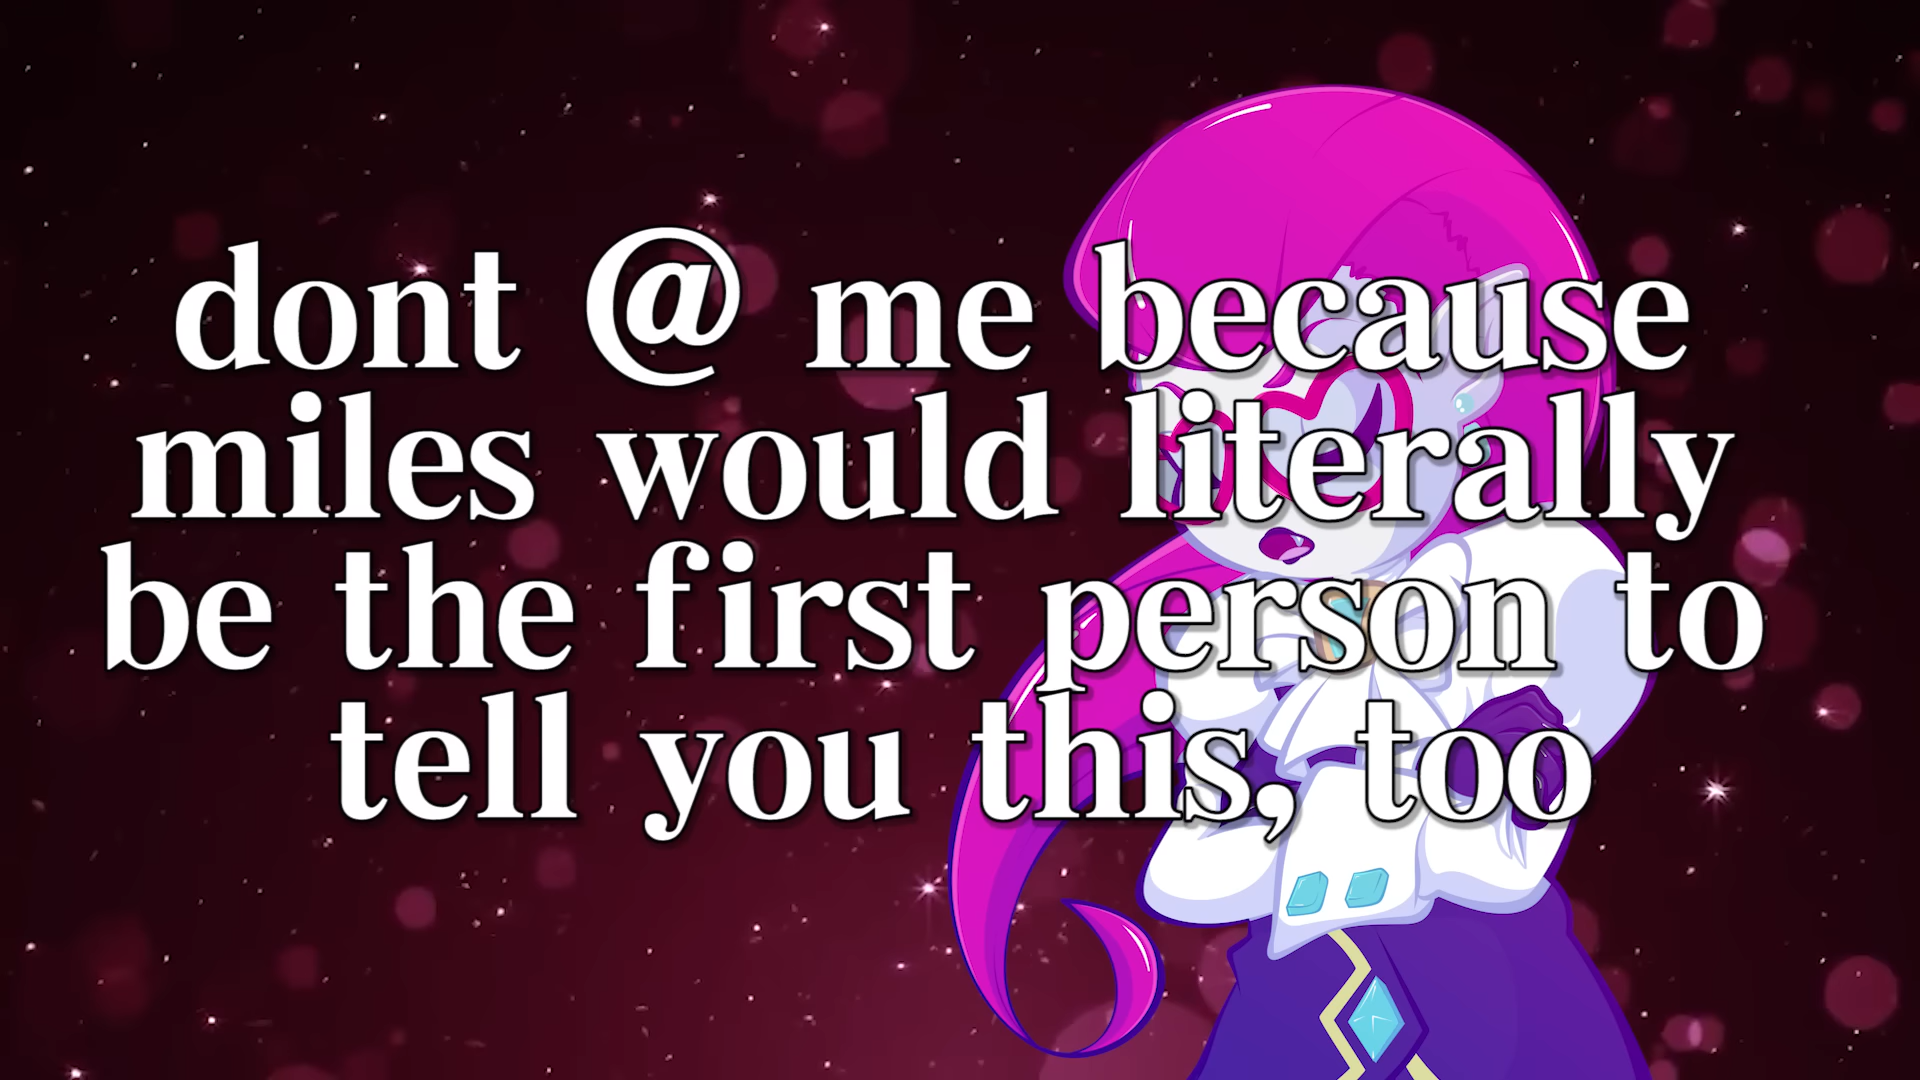 dont @ me because
miles would literally
be the first person to
tell you this, too